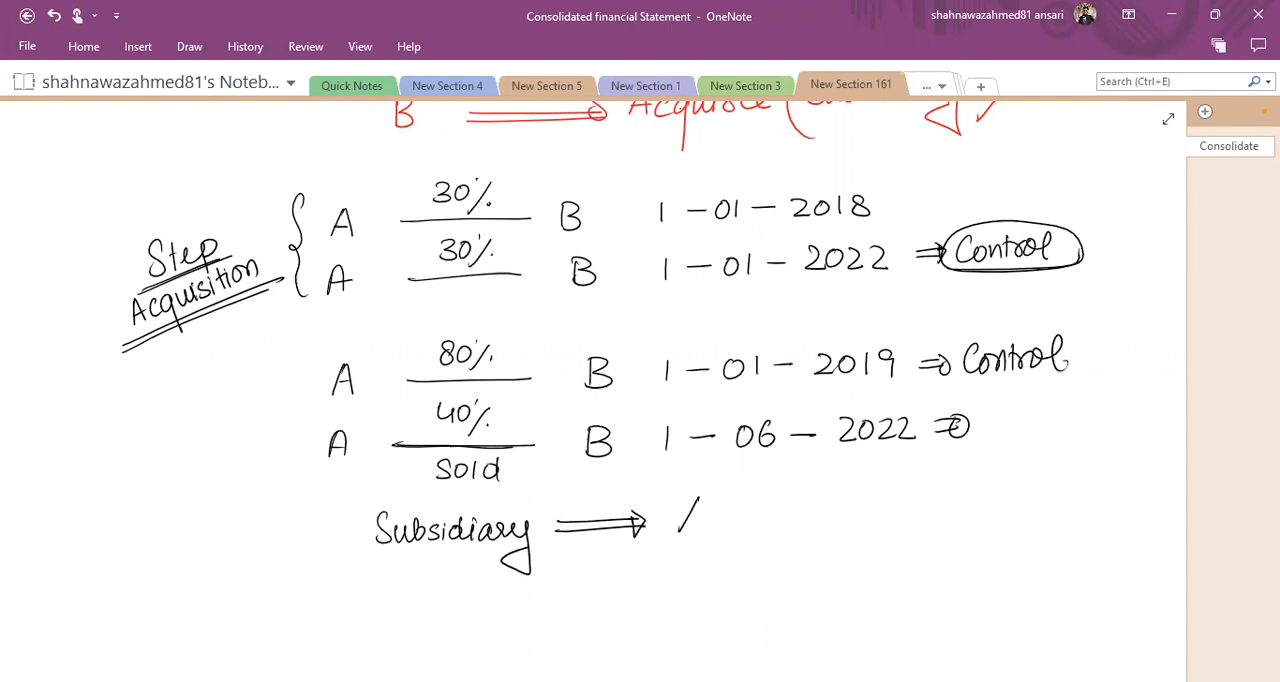 Consolidated financial Statement - OneNote
shahnawazahmed81 ansari
File Home Insert Draw History Review View Help
shahnawazahmed81's Noteb...
Quick Notes New Section 4 New Section 5 New Section 1 New Section 3 New Section 161 ...
Search (Ctrl+E)
Consolidate
B Acquiree
A 30% B 1-01-2018
A 30% B 1-01-2022 ⇒ Control
Step
Acquisition
A 80% B 1-01-2019 ⇒ Control
A 40% B 1-06-2022 ⇒
Sold
Subsidiary ⇒